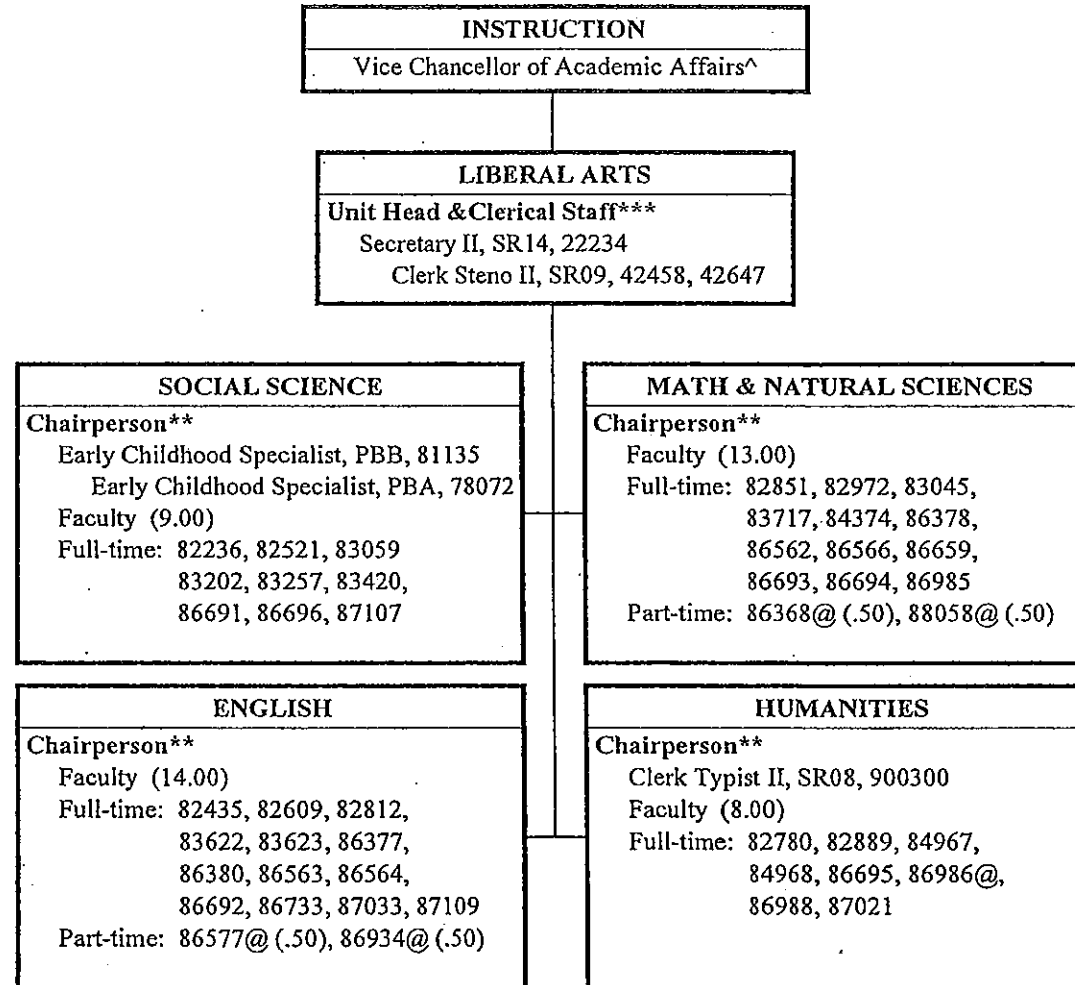 INSTRUCTION
Vice Chancellor of Academic Affairs^
LIBERAL ARTS
Unit Head &Clerical Staff***
Secretary II, SR14, 22234
Clerk Steno II, SR09, 42458, 42647
SOCIAL SCIENCE
Chairperson**
Early Childhood Specialist, PBB, 81135
Early Childhood Specialist, PBA, 78072
Faculty (9.00)
Full-time: 82236, 82521, 83059
83202, 83257, 83420,
86691, 86696, 87107
MATH & NATURAL SCIENCES
Chairperson**
Faculty (13.00)
Full-time: 82851, 82972, 83045,
83717, 84374, 86378,
86562, 86566, 86659,
86693, 86694, 86985
Part-time: 86368@ (.50), 88058@ (.50)
ENGLISH
Chairperson**
Faculty (14.00)
Full-time: 82435, 82609, 82812,
83622, 83623, 86377,
86380, 86563, 86564,
86692, 86733, 87033, 87109
Part-time: 86577@ (.50), 86934@ (.50)
HUMANITIES
Chairperson**
Clerk Typist II, SR08, 900300
Faculty (8.00)
Full-time: 82780, 82889, 84967,
84968, 86695, 86986@,
86988, 87021